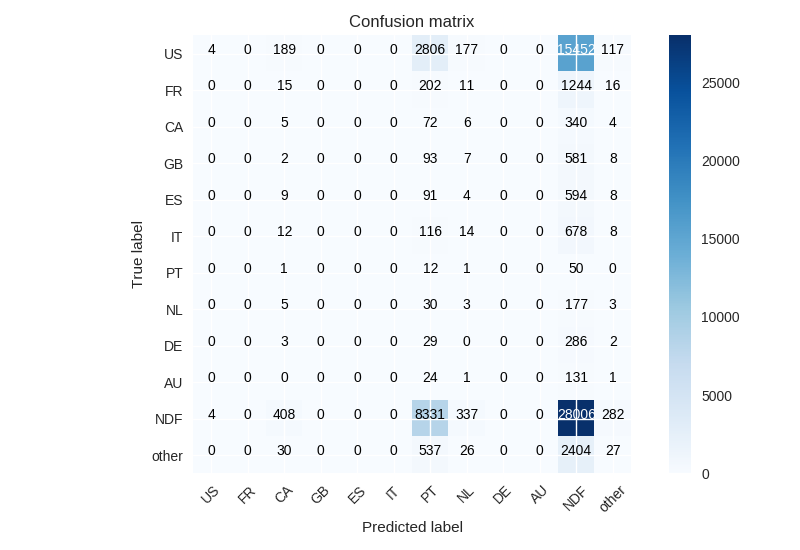 Confusion matrix
US 4 0 189 0 0 0 2806 177 0 0 15452 117
FR 0 0 15 0 0 0 202 11 0 0 1244 16
CA 0 0 5 0 0 0 72 6 0 0 340 4
GB 0 0 2 0 0 0 93 7 0 0 581 8
ES 0 0 9 0 0 0 91 4 0 0 594 8
IT 0 0 12 0 0 0 116 14 0 0 678 8
PT 0 0 1 0 0 0 12 1 0 0 50 0
NL 0 0 5 0 0 0 30 3 0 0 177 3
DE 0 0 3 0 0 0 29 0 0 0 286 2
AU 0 0 0 0 0 0 24 1 0 0 131 1
NDF 4 0 408 0 0 0 8331 337 0 0 28006 282
other 0 0 30 0 0 0 537 26 0 0 2404 27
US FR CA GB ES IT PT NL DE AU NDF other
True label
Predicted label
25000
20000
15000
10000
5000
0